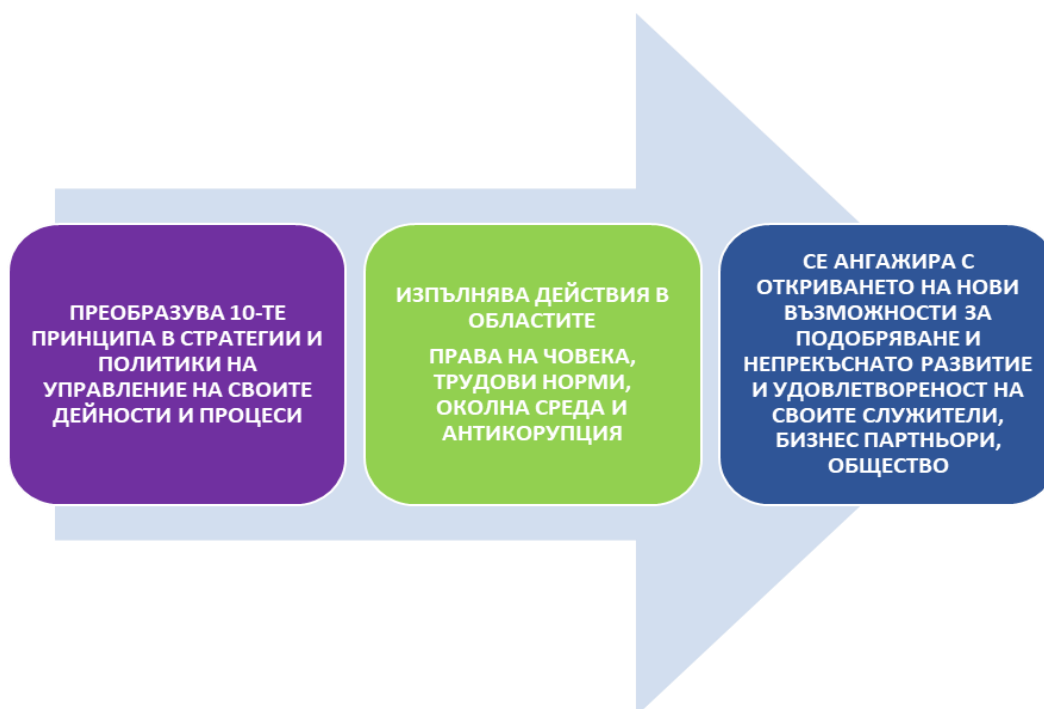 ПРЕОБРАЗУВА 10-ТЕ
ПРИНЦИПА В СТРАТЕГИИ И
ПОЛИТИКИ НА
УПРАВЛЕНИЕ НА СВОИТЕ
ДЕЙНОСТИ И ПРОЦЕСИ
ИЗПЪЛНЯВА ДЕЙСТВИЯ В
ОБЛАСТИТЕ
ПРАВА НА ЧОВЕКА,
ТРУДОВИ НОРМИ,
ОКОЛНА СРЕДА И
АНТИКОРУПЦИЯ
СЕ АНГАЖИРА С
ОТКРИВАНЕТО НА НОВИ
ВЪЗМОЖНОСТИ ЗА
ПОДОБРЯВАНЕ И
НЕПРЕКЪСНАТО РАЗВИТИЕ
И УДОВЛЕТВОРЕНОСТ НА
СВОИТЕ СЛУЖИТЕЛИ,
БИЗНЕС ПАРТНЬОРИ,
ОБЩЕСТВО